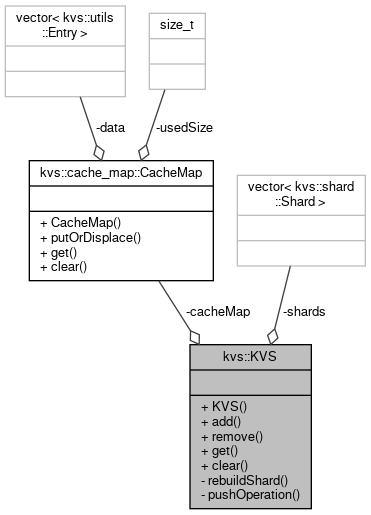 vector< kvs::utils
::Entry >
size_t
-data
-usedSize
kvs::cache_map::CacheMap
+ CacheMap()
+ putOrDisplace()
+ get()
+ clear()
vector< kvs::shard
::Shard >
-cacheMap
-shards
kvs::KVS
+ KVS()
+ add()
+ remove()
+ get()
+ clear()
- rebuildShard()
- pushOperation()